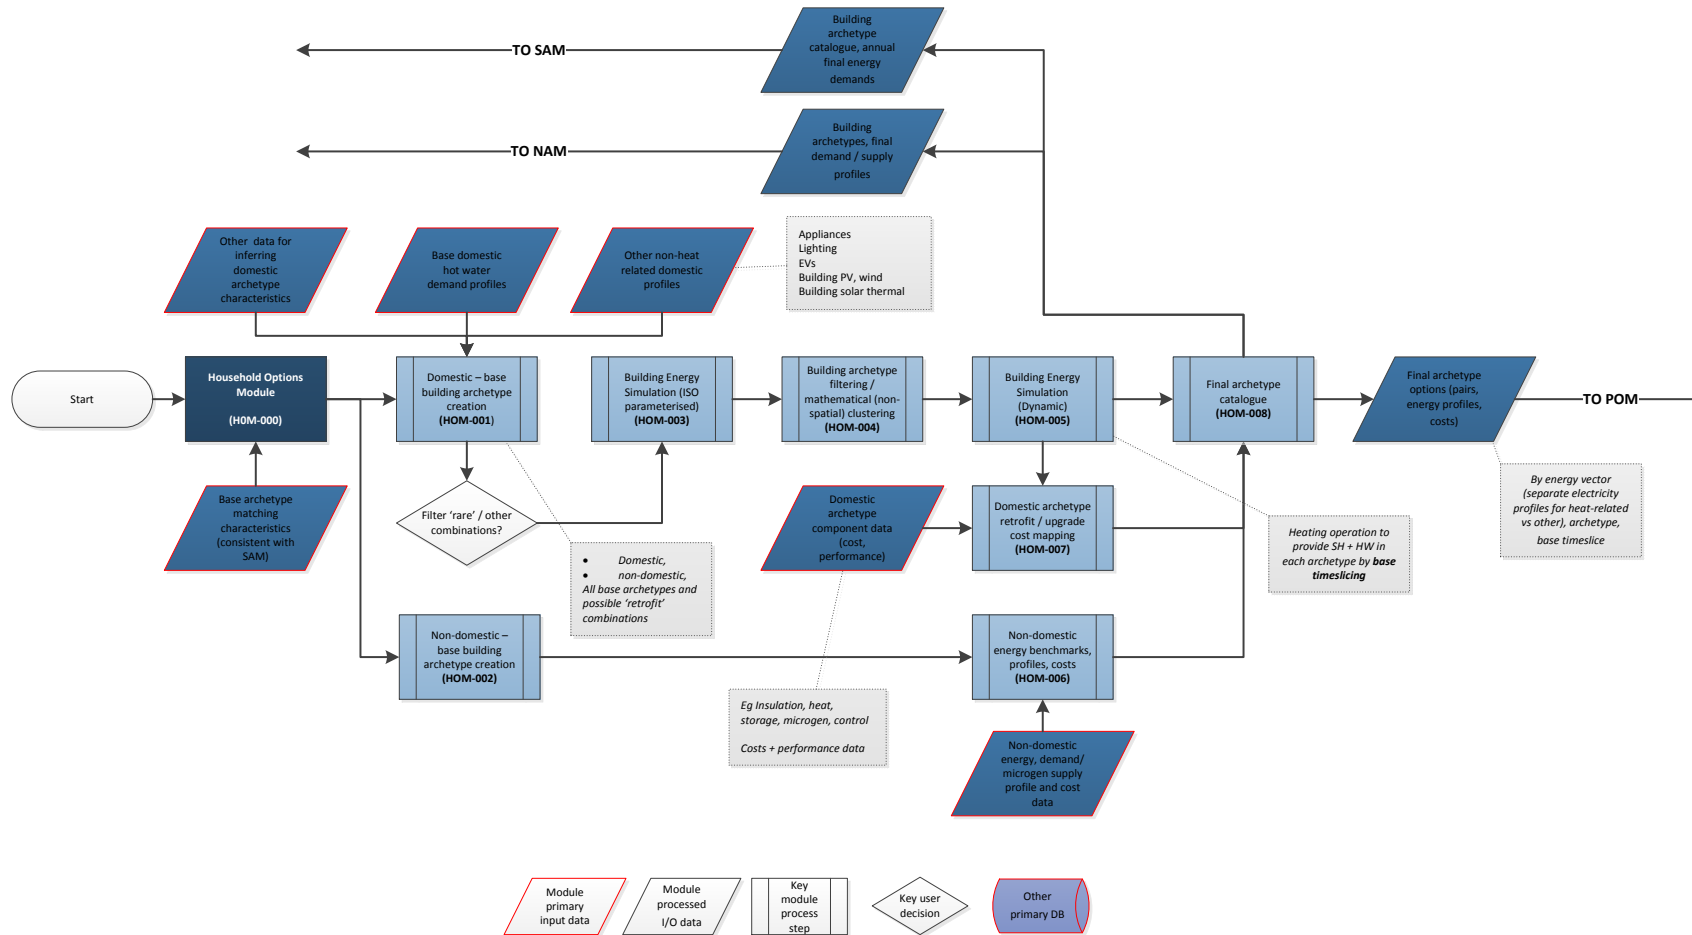 Building
archetype
catalogue, annual
final energy
demands
TO SAM
Building
archetypes, final
demand / supply
profiles
TO NAM
Other data for
inferring
domestic
archetype
characteristics
Base domestic
hot water
demand profiles
Other non-heat
related domestic
profiles
Appliances
Lighting
EVs
Building PV, wind
Building solar thermal
Start
Household Options
Module
(H0M-000)
Domestic – base
building archetype
creation
(HOM-001)
Building Energy
Simulation (ISO
parameterised)
(HOM-003)
Building archetype
filtering /
mathematical (non-
spatial) clustering
(HOM-004)
Building Energy
Simulation
(Dynamic)
(HOM-005)
Final archetype
catalogue
(HOM-008)
Final archetype
options (pairs,
energy profiles,
costs)
TO POM
Base archetype
matching
characteristics
(consistent with
SAM)
Filter ‘rare’ / other
combinations?
• Domestic,
• non-domestic,
All base archetypes and
possible ‘retrofit’
combinations
Domestic
archetype
component data
(cost,
performance)
Domestic archetype
retrofit / upgrade
cost mapping
(HOM-007)
Heating operation to
provide SH + HW in
each archetype by base
timeslicing
By energy vector
(separate electricity
profiles for heat-related
vs other), archetype,
base timeslice
Non-domestic –
base building
archetype creation
(HOM-002)
Non-domestic
energy benchmarks,
profiles, costs
(HOM-006)
Eg Insulation, heat,
storage, microgen, control
Costs + performance data
Non-domestic
energy, demand/
microgen supply
profile and cost
data
Module
primary
input data
Module
processed
I/O data
Key
module
process
step
Key user
decision
Other
primary DB